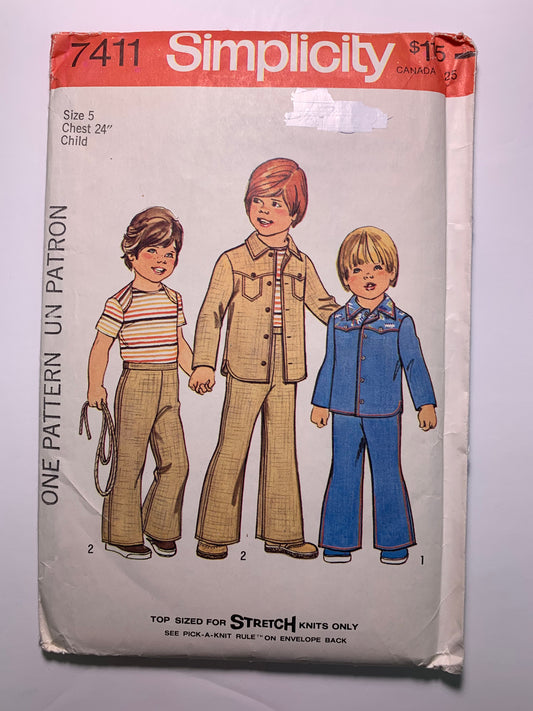 7411 Simplicity $1
CANADA
Size 5
Chest 24"
Child
ONE PATTERN UN PATRON
2
2
1
TOP SIZED FOR STRETCH KNITS ONLY
SEE PICK-A-KNIT RULE™ ON ENVELOPE BACK